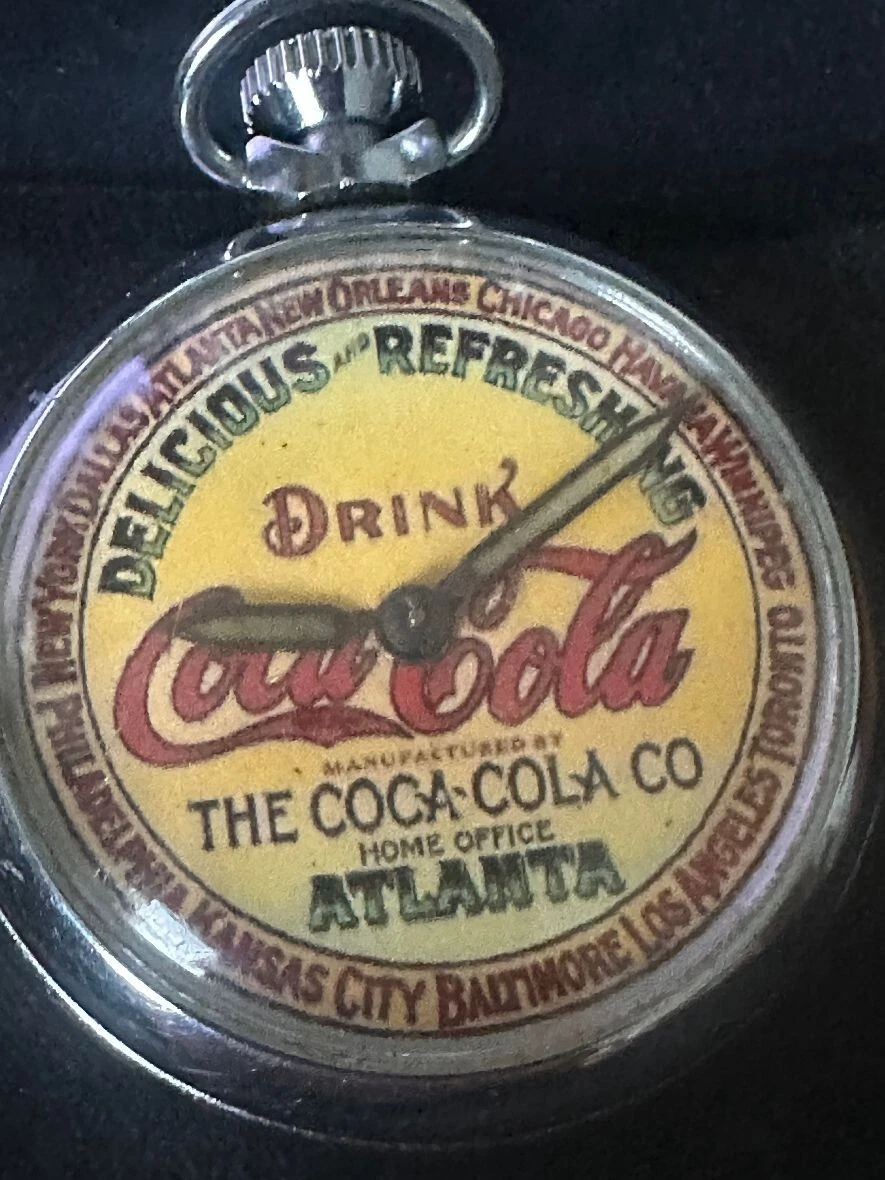 NEW ORLEANS CHICAGO HAVANA WINNIPEG TORONTO LOS ANGELES BALTIMORE KANSAS CITY PHILADELPHIA NEW YORK DALLAS ATLANTA
DELICIOUS AND REFRESHING
DRINK
Coca Cola
MANUFACTURED BY
THE COCA-COLA CO
HOME OFFICE
ATLANTA